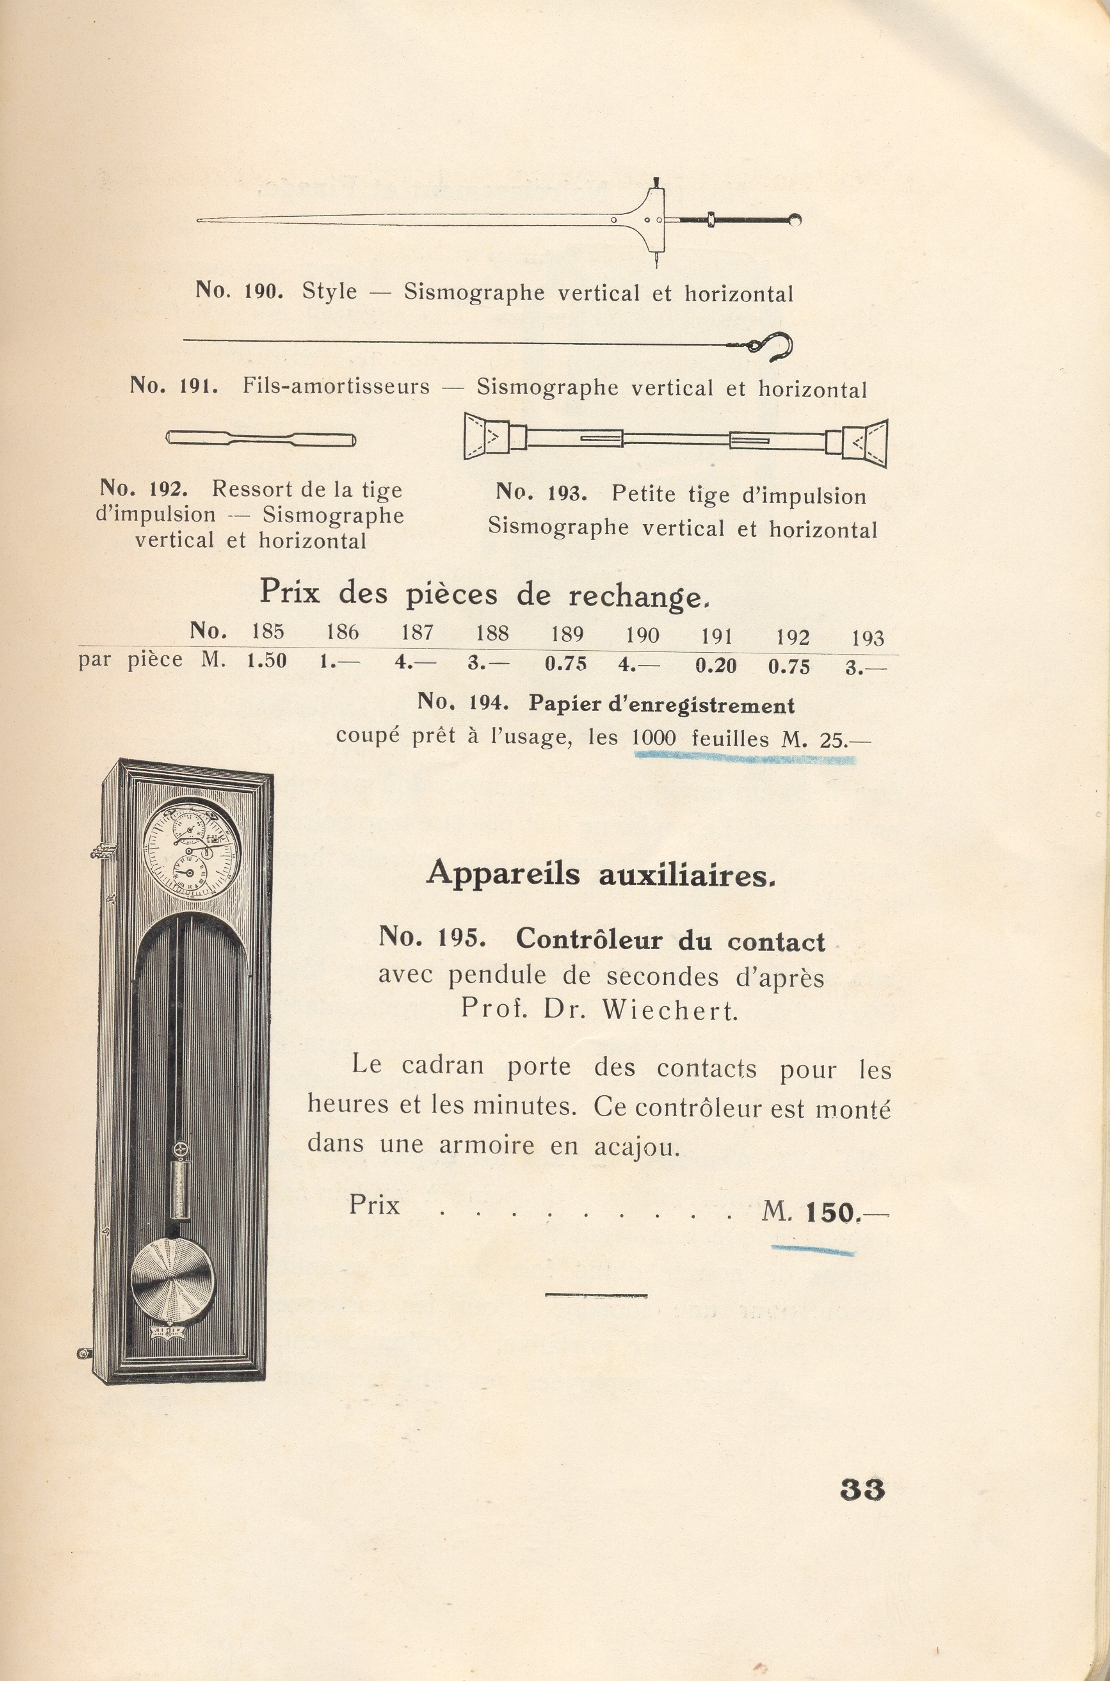 No. 190. Style — Sismographe vertical et horizontal
No. 191. Fils-amortisseurs — Sismographe vertical et horizontal
No. 192. Ressort de la tige
d'impulsion — Sismographe
vertical et horizontal
No. 193. Petite tige d'impulsion
Sismographe vertical et horizontal
Prix des pièces de rechange.
No. 185 186 187 188 189 190 191 192 193
par pièce M. 1.50 1.— 4.— 3.— 0.75 4.— 0.20 0.75 3.—
No. 194. Papier d'enregistrement
coupé prêt à l'usage, les 1000 feuilles M. 25.—
Appareils auxiliaires.
No. 195. Contrôleur du contact
avec pendule de secondes d'après
Prof. Dr. Wiechert.
Le cadran porte des contacts pour les
heures et les minutes. Ce contrôleur est monté
dans une armoire en acajou.
Prix . . . . . . . . . M. 150.—
33